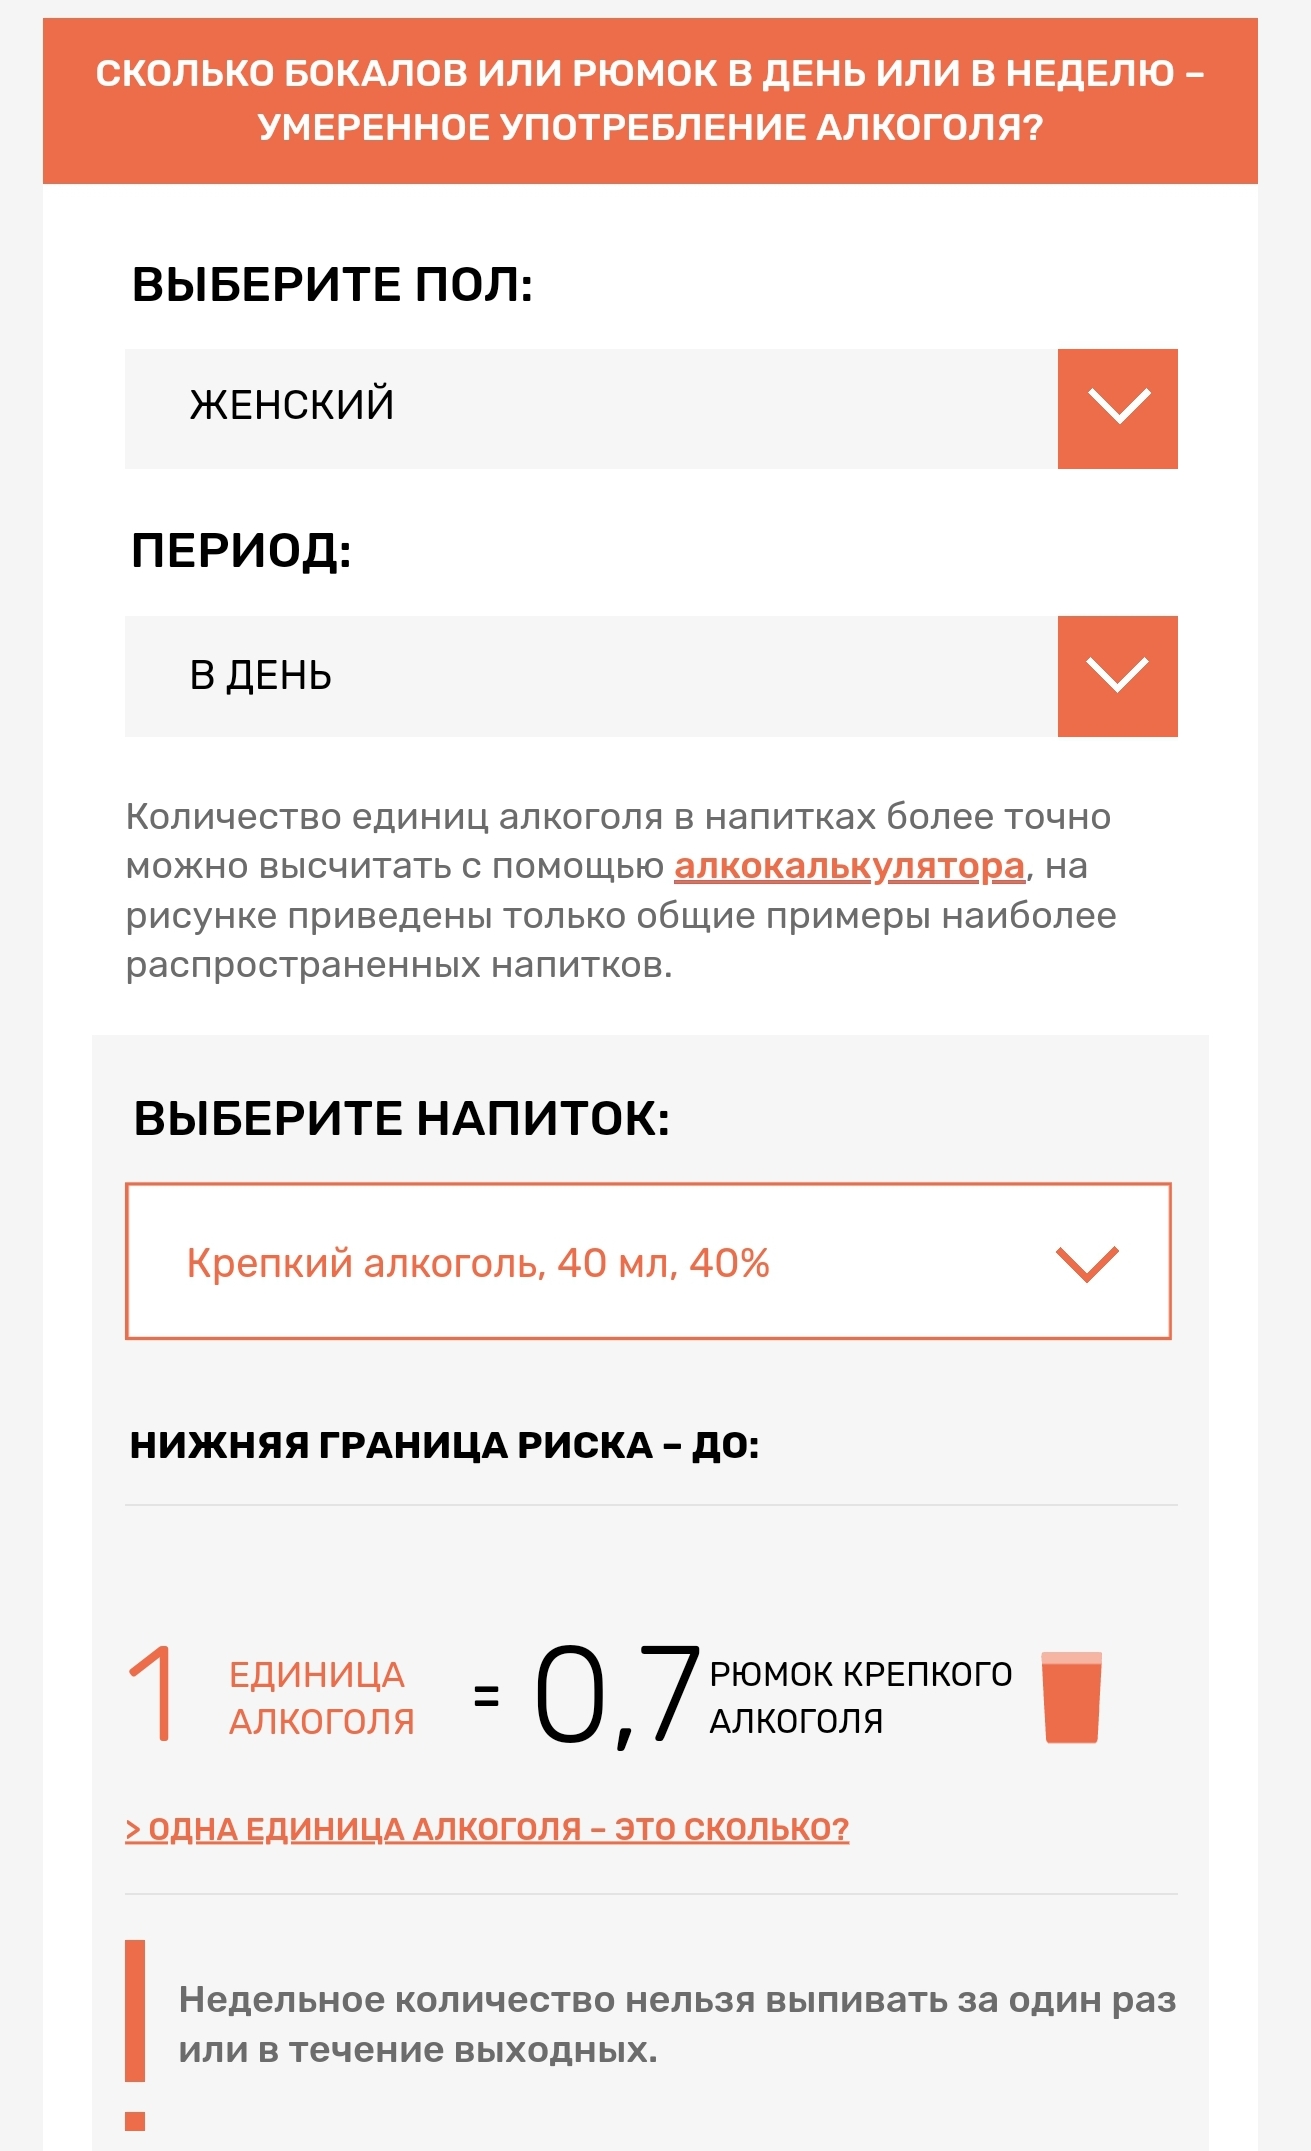 СКОЛЬКО БОКАЛОВ ИЛИ РЮМОК В ДЕНЬ ИЛИ В НЕДЕЛЮ –
УМЕРЕННОЕ УПОТРЕБЛЕНИЕ АЛКОГОЛЯ?
ВЫБЕРИТЕ ПОЛ:
ЖЕНСКИЙ
ПЕРИОД:
В ДЕНЬ
Количество единиц алкоголя в напитках более точно
можно высчитать с помощью алкокалькулятора, на
рисунке приведены только общие примеры наиболее
распространенных напитков.
ВЫБЕРИТЕ НАПИТОК:
Крепкий алкоголь, 40 мл, 40%
НИЖНЯЯ ГРАНИЦА РИСКА – ДО:
1 ЕДИНИЦА АЛКОГОЛЯ = 0,7 РЮМОК КРЕПКОГО АЛКОГОЛЯ
> ОДНА ЕДИНИЦА АЛКОГОЛЯ – ЭТО СКОЛЬКО?
Недельное количество нельзя выпивать за один раз
или в течение выходных.